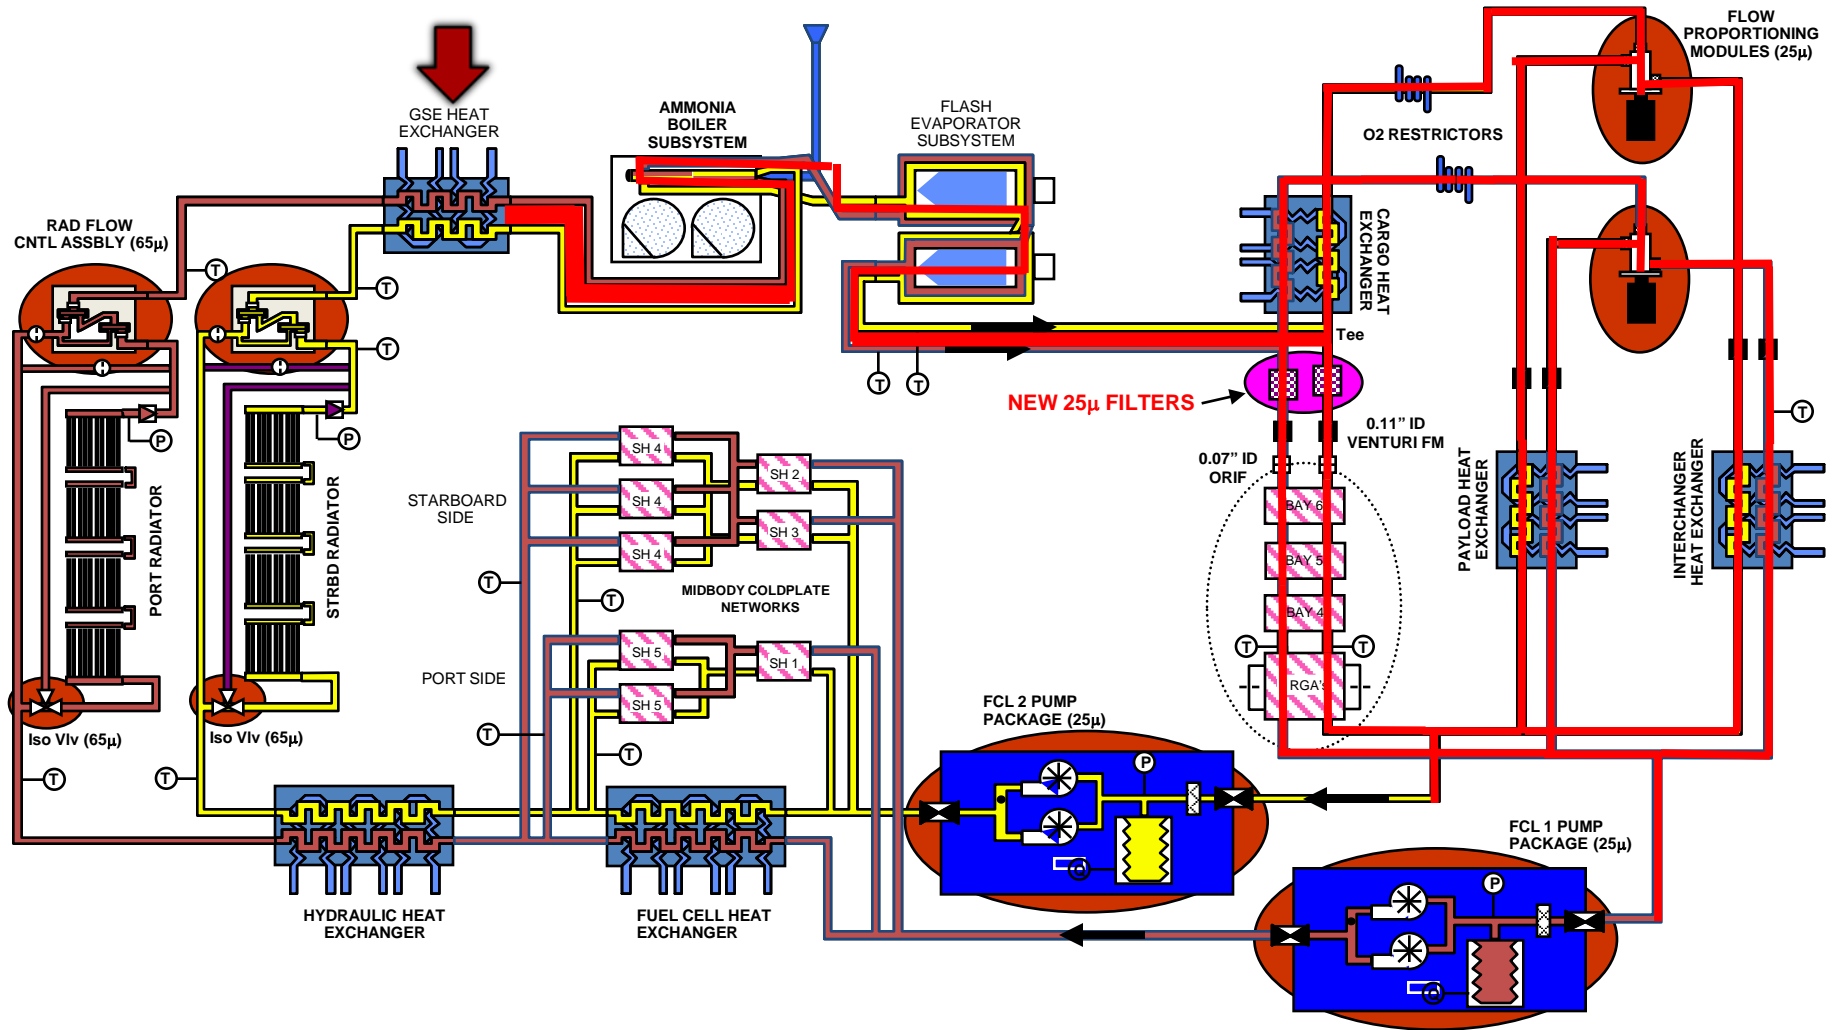 FLOW
PROPORTIONING
MODULES (25µ)
GSE HEAT
EXCHANGER
AMMONIA
BOILER
SUBSYSTEM
FLASH
EVAPORATOR
SUBSYSTEM
O2 RESTRICTORS
RAD FLOW
CNTL ASSBLY (65µ)
CARGO HEAT
EXCHANGER
T
T
T
T
T
Tee
NEW 25µ FILTERS
0.11” ID
VENTURI FM
0.07” ID
ORIF
T
P
P
PORT RADIATOR
STRBD RADIATOR
STARBOARD
SIDE
SH 4
SH 4
SH 4
SH 2
SH 3
MIDBODY COLDPLATE
NETWORKS
T
T
PORT SIDE
SH 5
SH 5
SH 1
T
T
BAY 6
BAY 5
BAY 4
T
T
RGA's
PAYLOAD HEAT
EXCHANGER
INTERCHANGER
HEAT EXCHANGER
Iso Vlv (65µ)
Iso Vlv (65µ)
T
T
FCL 2 PUMP
PACKAGE (25µ)
P
Q
FCL 1 PUMP
PACKAGE (25µ)
P
Q
HYDRAULIC HEAT
EXCHANGER
FUEL CELL HEAT
EXCHANGER